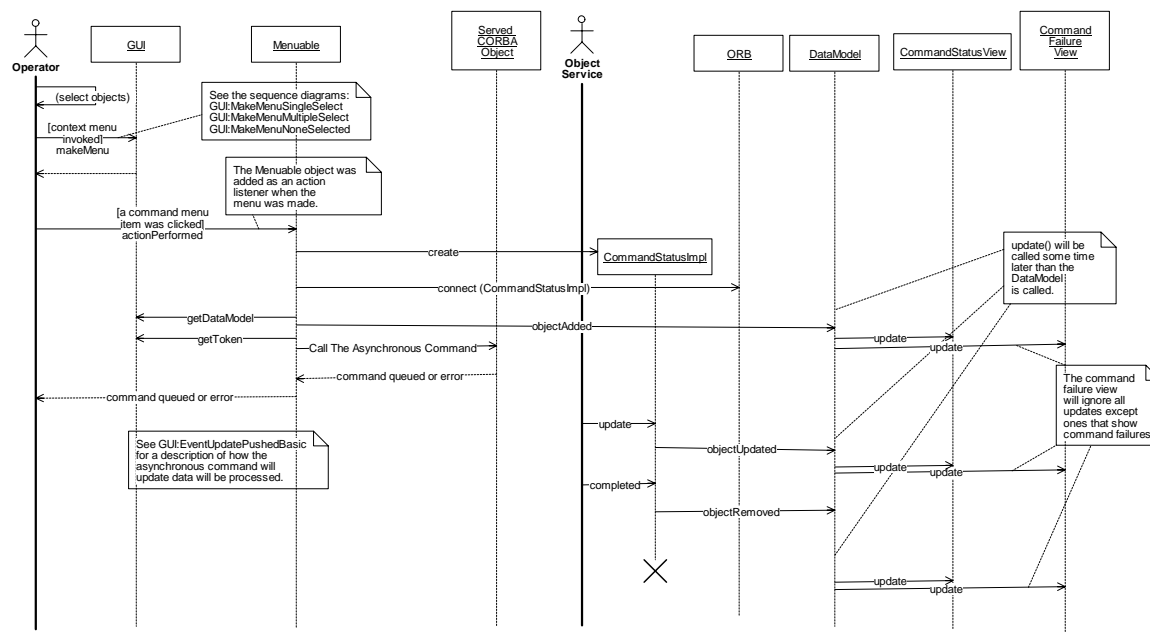 Operator
GUI
Menuable
Served
CORBA
Object
Object
Service
ORB
DataModel
CommandStatusView
Command
Failure
View
(select objects)
See the sequence diagrams:
GUI:MakeMenuSingleSelect
GUI:MakeMenuMultipleSelect
GUI:MakeMenuNoneSelected
[context menu
invoked]
makeMenu
The Menuable object was
added as an action
listener when the
menu was made.
[a command menu
item was clicked]
actionPerformed
create
CommandStatusImpl
update() will be
called some time
later than the
DataModel
is called.
connect (CommandStatusImpl)
getDataModel
objectAdded
getToken
update
Call The Asynchronous Command
update
command queued or error
command queued or error
The command
failure view
will ignore all
updates except
ones that show
command failures
See GUI:EventUpdatePushedBasic
for a description of how the
asynchronous command will
update data will be processed.
update
objectUpdated
update
update
completed
objectRemoved
update
update